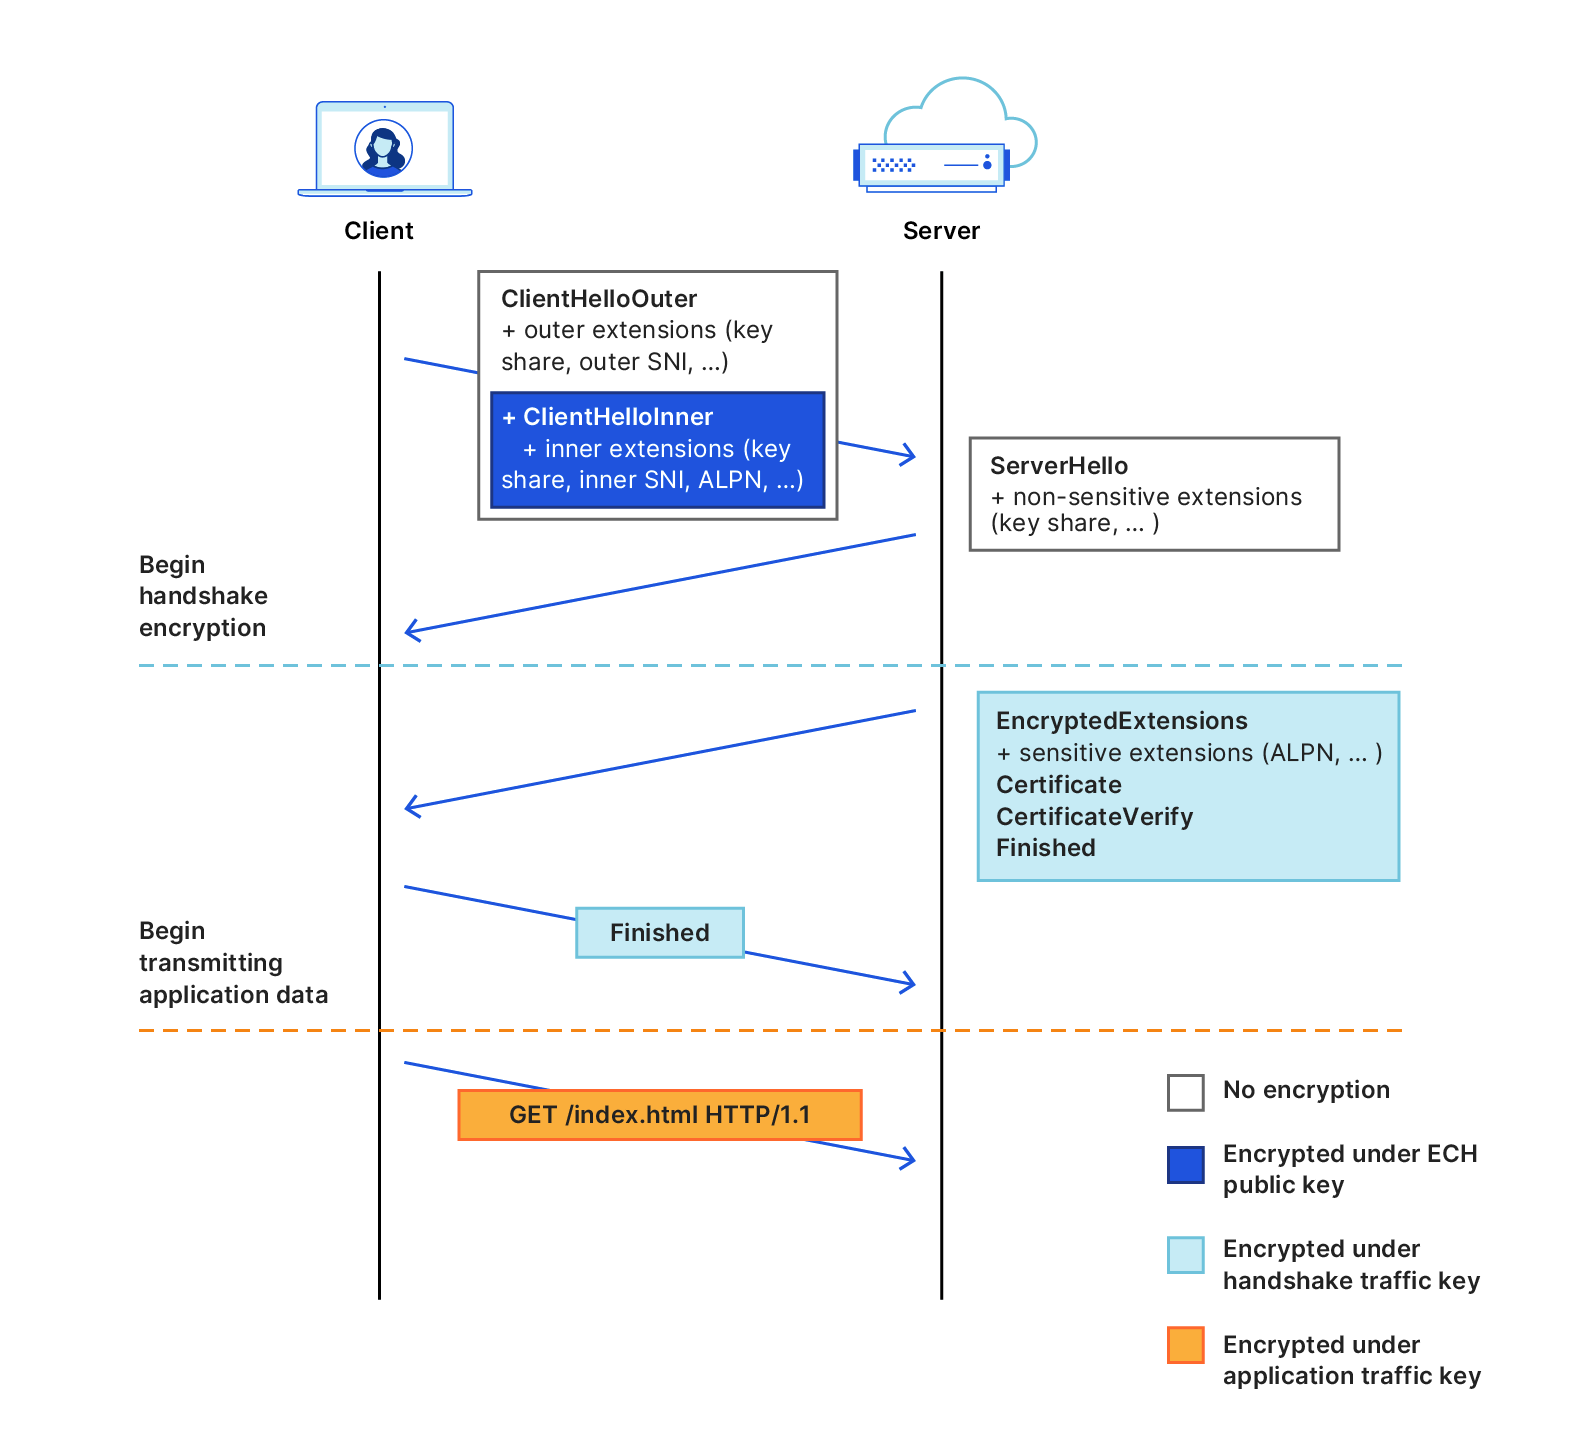 Client
Server
ClientHelloOuter
+ outer extensions (key
share, outer SNI, ...)
+ ClientHelloInner
+ inner extensions (key
share, inner SNI, ALPN, ...)
ServerHello
+ non-sensitive extensions
(key share, ... )
Begin
handshake
encryption
EncryptedExtensions
+ sensitive extensions (ALPN, ... )
Certificate
CertificateVerify
Finished
Finished
Begin
transmitting
application data
GET /index.html HTTP/1.1
No encryption
Encrypted under ECH
public key
Encrypted under
handshake traffic key
Encrypted under
application traffic key